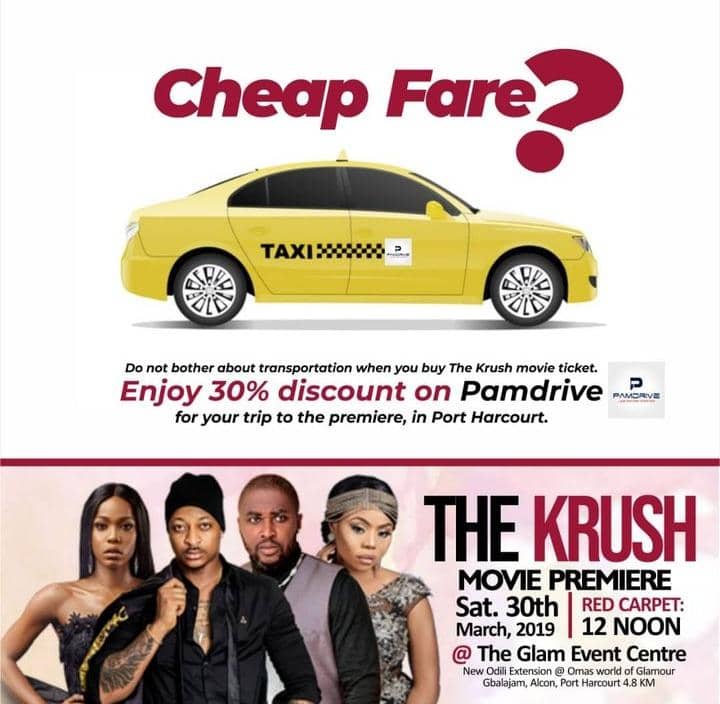 Cheap Fare?
TAXI
P
PAMDRIVE
Do not bother about transportation when you buy The Krush movie ticket.
Enjoy 30% discount on Pamdrive
for your trip to the premiere, in Port Harcourt.
P
PAMDRIVE
THE KRUSH
MOVIE PREMIERE
Sat. 30th
March, 2019
RED CARPET:
12 NOON
@ The Glam Event Centre
New Odili Extension @ Omas world of Glamour
Gbalajam, Alcon, Port Harcourt 4.8 KM